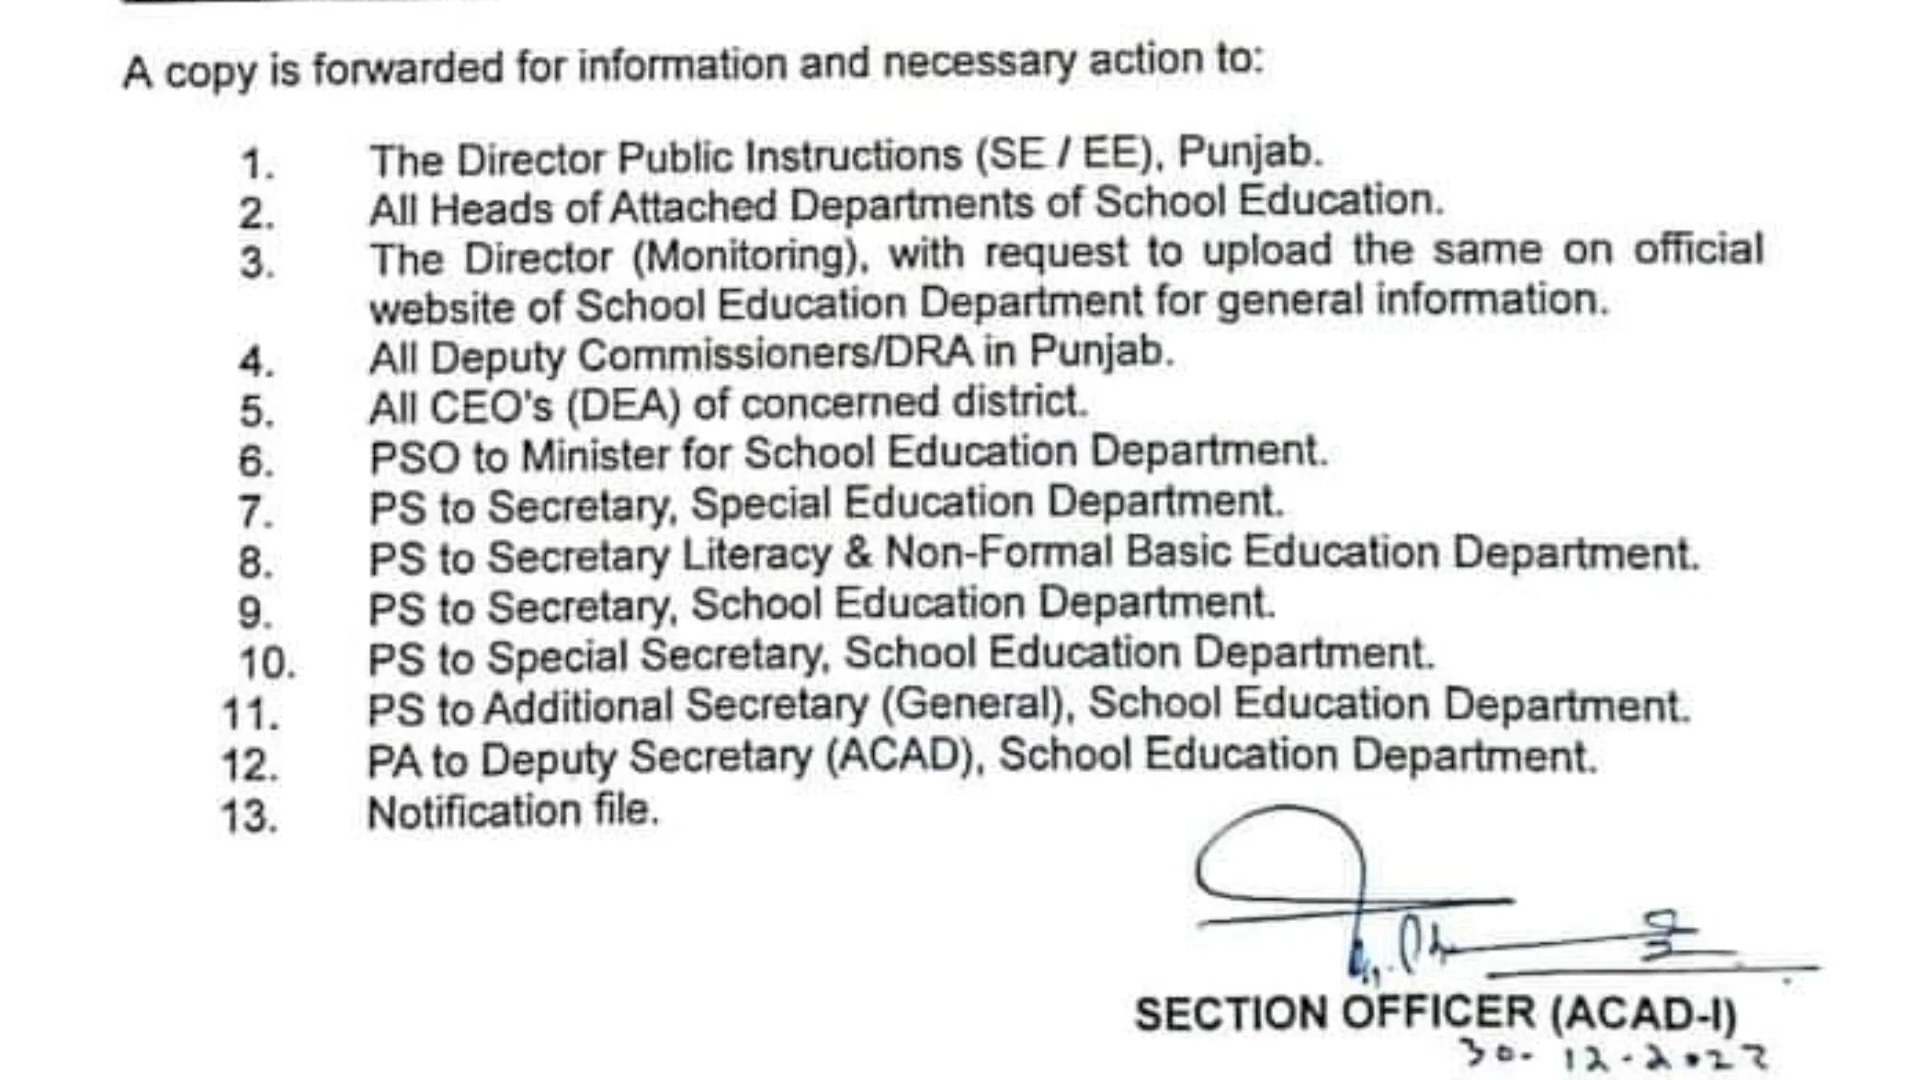 A copy is forwarded for information and necessary action to:
1. The Director Public Instructions (SE / EE), Punjab.
2. All Heads of Attached Departments of School Education.
3. The Director (Monitoring), with request to upload the same on official
website of School Education Department for general information.
4. All Deputy Commissioners/DRA in Punjab.
5. All CEO's (DEA) of concerned district.
6. PSO to Minister for School Education Department.
7. PS to Secretary, Special Education Department.
8. PS to Secretary Literacy & Non-Formal Basic Education Department.
9. PS to Secretary, School Education Department.
10. PS to Special Secretary, School Education Department.
11. PS to Additional Secretary (General), School Education Department.
12. PA to Deputy Secretary (ACAD), School Education Department.
13. Notification file.
SECTION OFFICER (ACAD-I)
30-12-2022